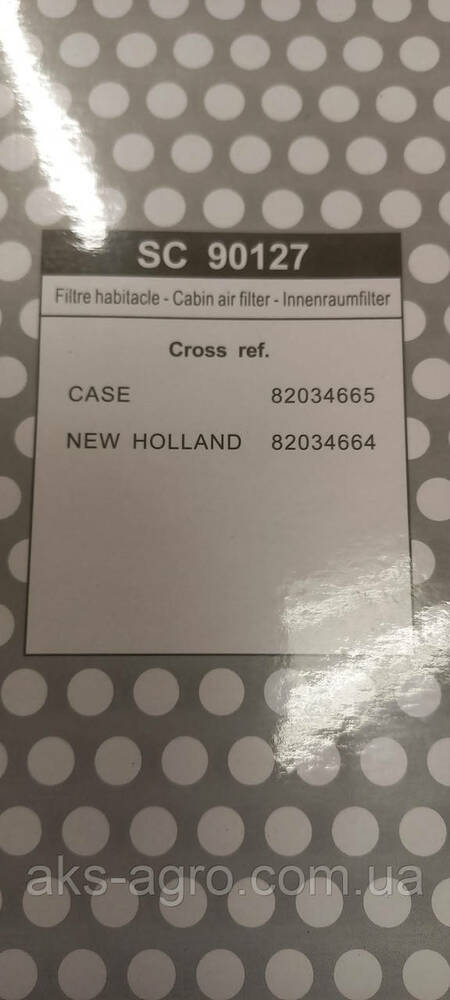 SC 90127
Filtre habitacle - Cabin air filter - Innenraumfilter
Cross ref.
CASE 82034665
NEW HOLLAND 82034664
aks-agro.com.ua